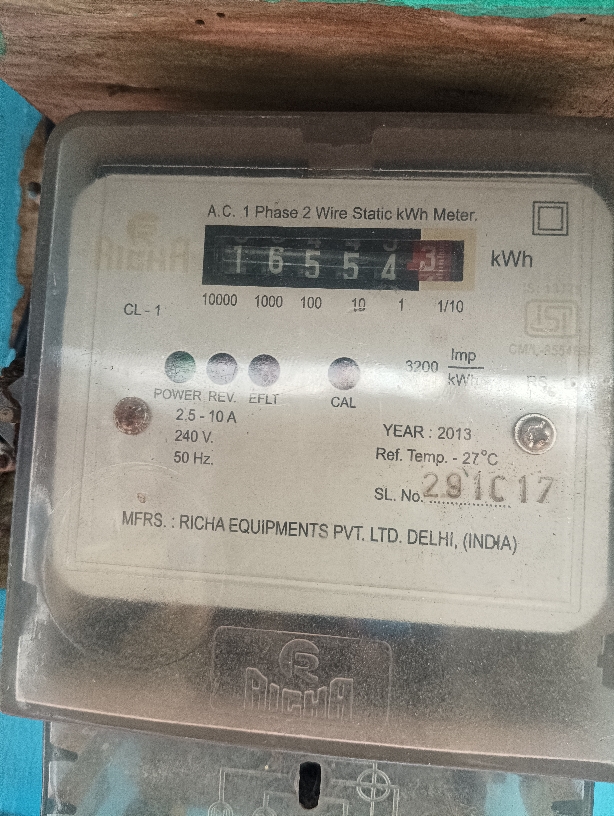 A.C. 1 Phase 2 Wire Static kWh Meter.
RICHA
1 6 5 5 4 3 kWh
10000 1000 100 10 1 1/10
CL - 1
ISI
3200 Imp/kWh
POWER REV. EFLT CAL
2.5 - 10 A
240 V.
50 Hz.
YEAR : 2013
Ref. Temp. - 27°C
SL. No.
MFRS. : RICHA EQUIPMENTS PVT. LTD. DELHI, (INDIA)
RICHA